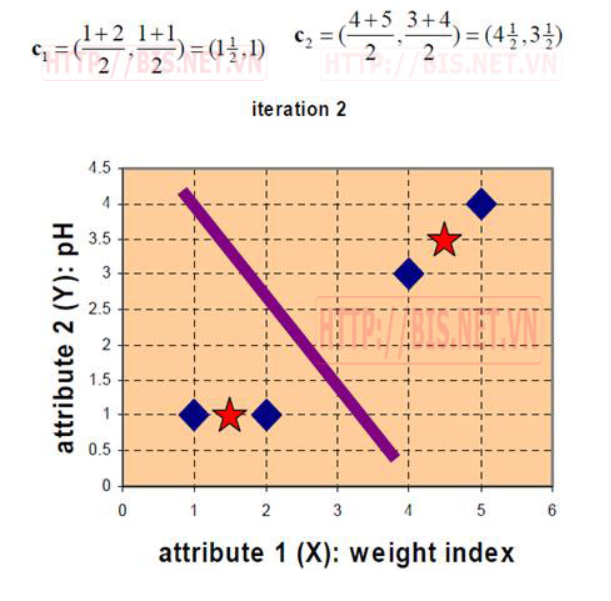 c₁ = (1+2/2, 1+1/2) = (1½,1) c₂ = (4+5/2, 3+4/2) = (4½,3½)
HTTP://BIS.NET.VN HTTP://BIS.NET.VN
iteration 2
4.5
4
3.5
3
2.5
2
1.5
1
0.5
0
attribute 2 (Y): pH
HTTP://BIS.NET.VN
0 1 2 3 4 5 6
attribute 1 (X): weight index